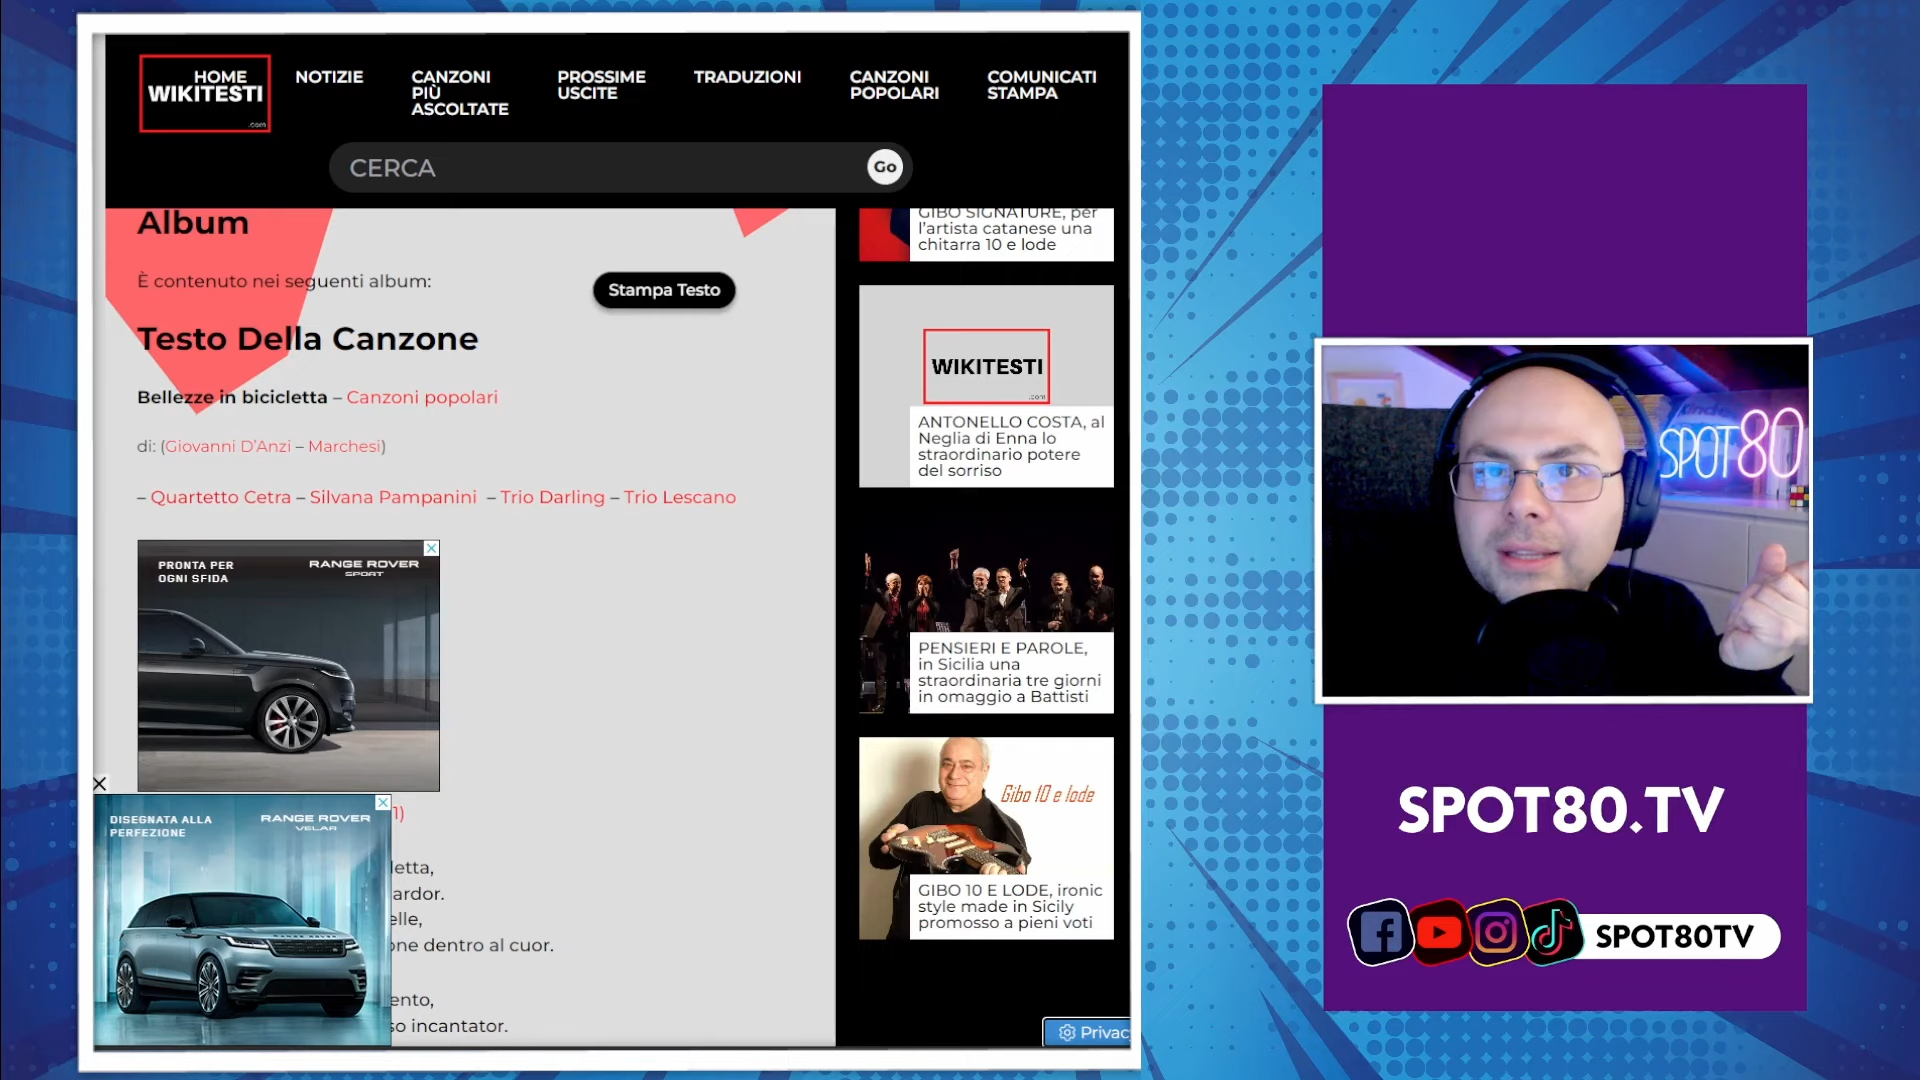 HOME
WIKITESTI
.com
NOTIZIE
CANZONI
PIÙ
ASCOLTATE
PROSSIME
USCITE
TRADUZIONI
CANZONI
POPOLARI
COMUNICATI
STAMPA
CERCA
Go
Album
È contenuto nei seguenti album:
Stampa Testo
Testo Della Canzone
Bellezze in bicicletta – Canzoni popolari
di: (Giovanni D'Anzi – Marchesi)
– Quartetto Cetra – Silvana Pampanini – Trio Darling – Trio Lescano
PRONTA PER
OGNI SFIDA
RANGE ROVER
SPORT
DISEGNATA ALLA
PERFEZIONE
RANGE ROVER
VELAR
1)
letta,
ardor.
elle,
one dentro al cuor.
ento,
so incantator.
GIBO SIGNATURE, per
l'artista catanese una
chitarra 10 e lode
WIKITESTI
.com
ANTONELLO COSTA, al
Neglia di Enna lo
straordinario potere
del sorriso
PENSIERI E PAROLE,
in Sicilia una
straordinaria tre giorni
in omaggio a Battisti
Gibo 10 e lode
GIBO 10 E LODE, ironic
style made in Sicily
promosso a pieni voti
Privacy
SPOT80
SPOT80.TV
SPOT80TV